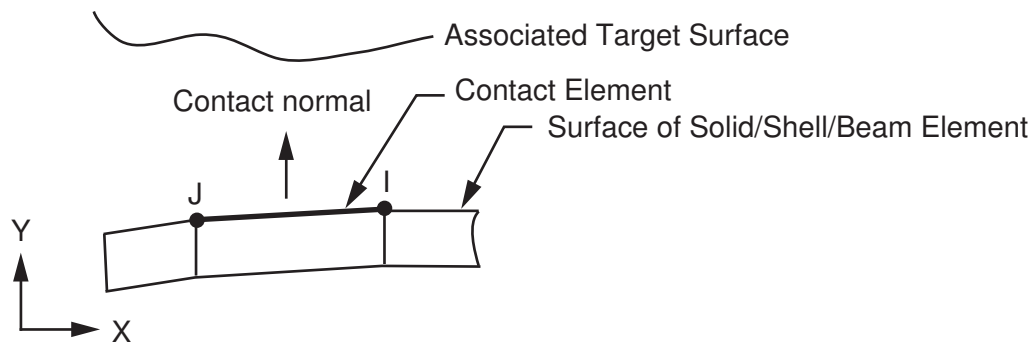 Associated Target Surface
Contact Element
Contact normal
Surface of Solid/Shell/Beam Element
J
I
Y
X